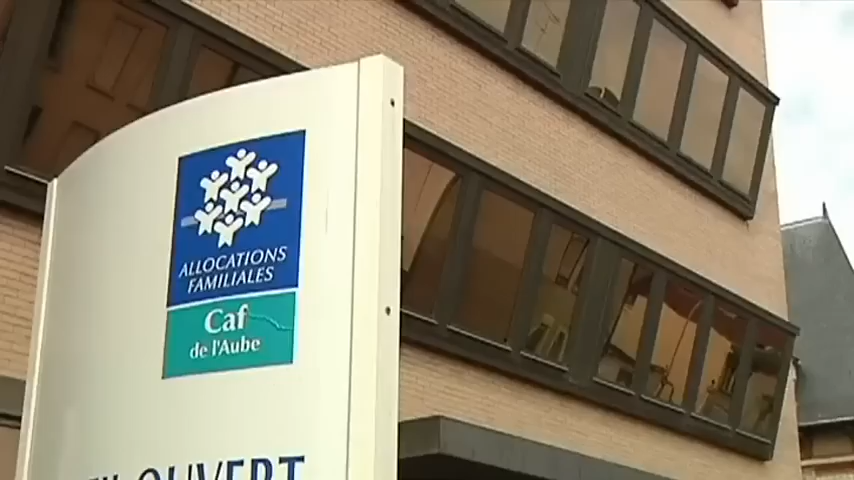 ALLOCATIONS
FAMILIALES
Caf
de l'Aube
OUVERT